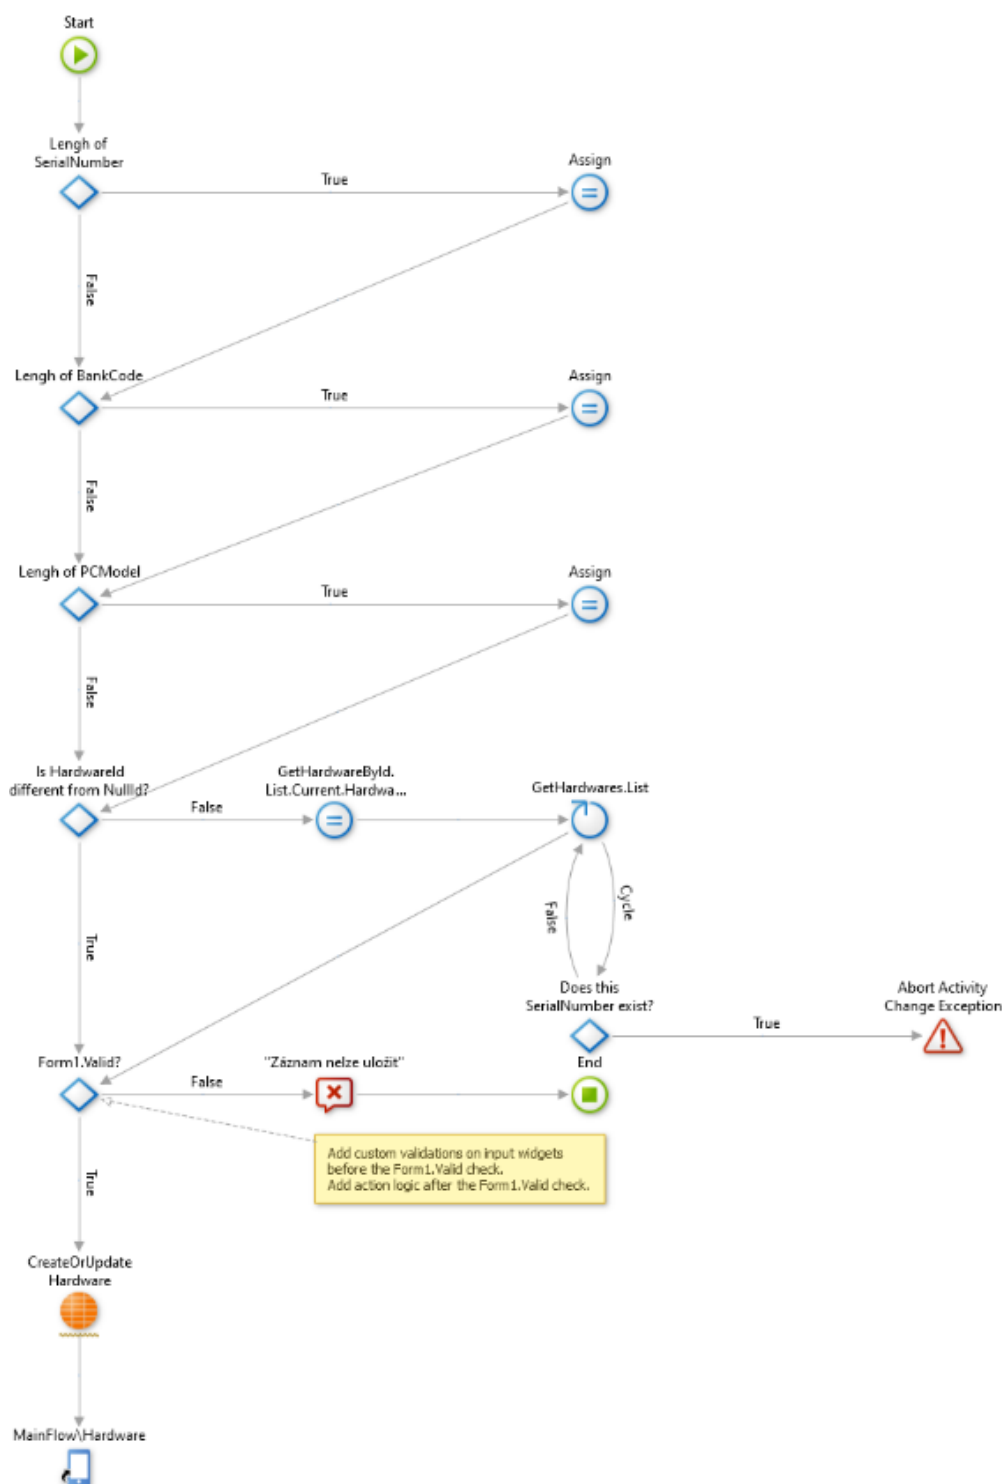 Start
Lengh of
SerialNumber
True
Assign
False
Lengh of BankCode
True
Assign
False
Lengh of PCModel
True
Assign
False
Is HardwareId
different from NullId?
False
GetHardwareById.
List.Current.Hardwa...
GetHardwares.List
Cycle
False
True
Does this
SerialNumber exist?
True
Abort Activity
Change Exception
Form1.Valid?
False
"Záznam nelze uložit"
End
Add custom validations on input widgets
before the Form1.Valid check.
Add action logic after the Form1.Valid check.
True
CreateOrUpdate
Hardware
MainFlow\Hardware